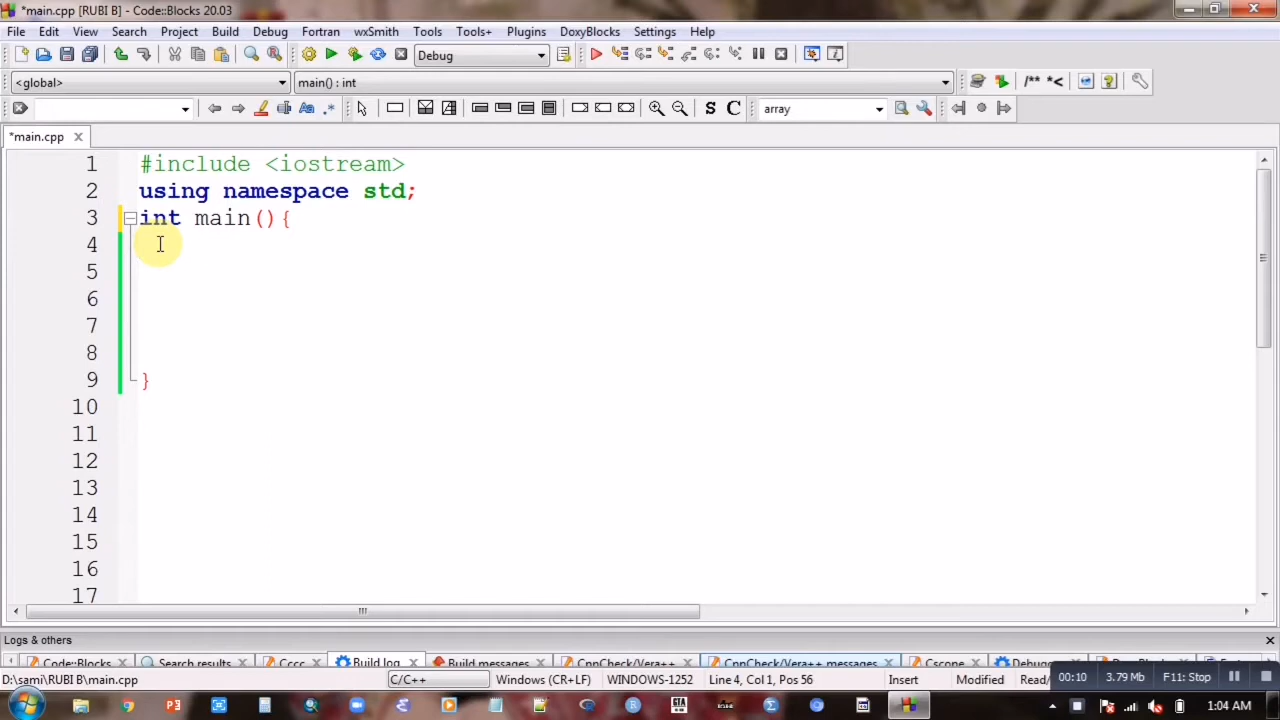 *main.cpp [RUBI B] - Code::Blocks 20.03
File Edit View Search Project Build Debug Fortran wxSmith Tools Tools+ Plugins DoxyBlocks Settings Help
Debug
<global> main() : int /** *<
.* S C array
*main.cpp
1 #include <iostream>
2 using namespace std;
3 int main(){
4
5
6
7
8
9 }
10
11
12
13
14
15
16
17
Logs & others
Code::Blocks Search results Cccc Build log Build messages CppCheck/Vera++ CppCheck/Vera++ messages Cscope
D:\sami\RUBI B\main.cpp C/C++ Windows (CR+LF) WINDOWS-1252 Line 4, Col 1, Pos 56 Insert Modified Read/ 00:10 3.79 MB F11: Stop
1:04 AM